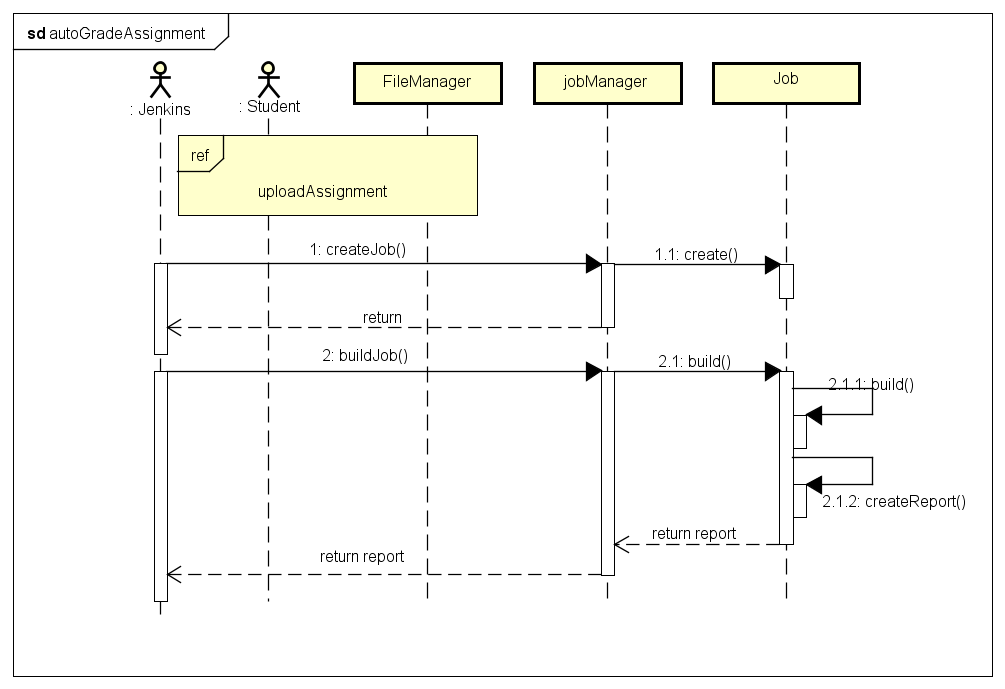 sd autoGradeAssignment
: Jenkins
: Student
FileManager
jobManager
Job
ref
uploadAssignment
1: createJob()
1.1: create()
return
2: buildJob()
2.1: build()
2.1.1: build()
2.1.2: createReport()
return report
return report